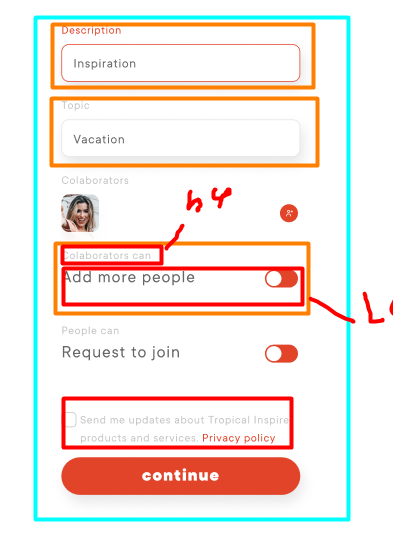 Description
Inspiration
Topic
Vacation
Colaborators
h4
Colaborators can
Add more people
People can
Request to join
Send me updates about Tropical Inspire
products and services. Privacy policy
continue